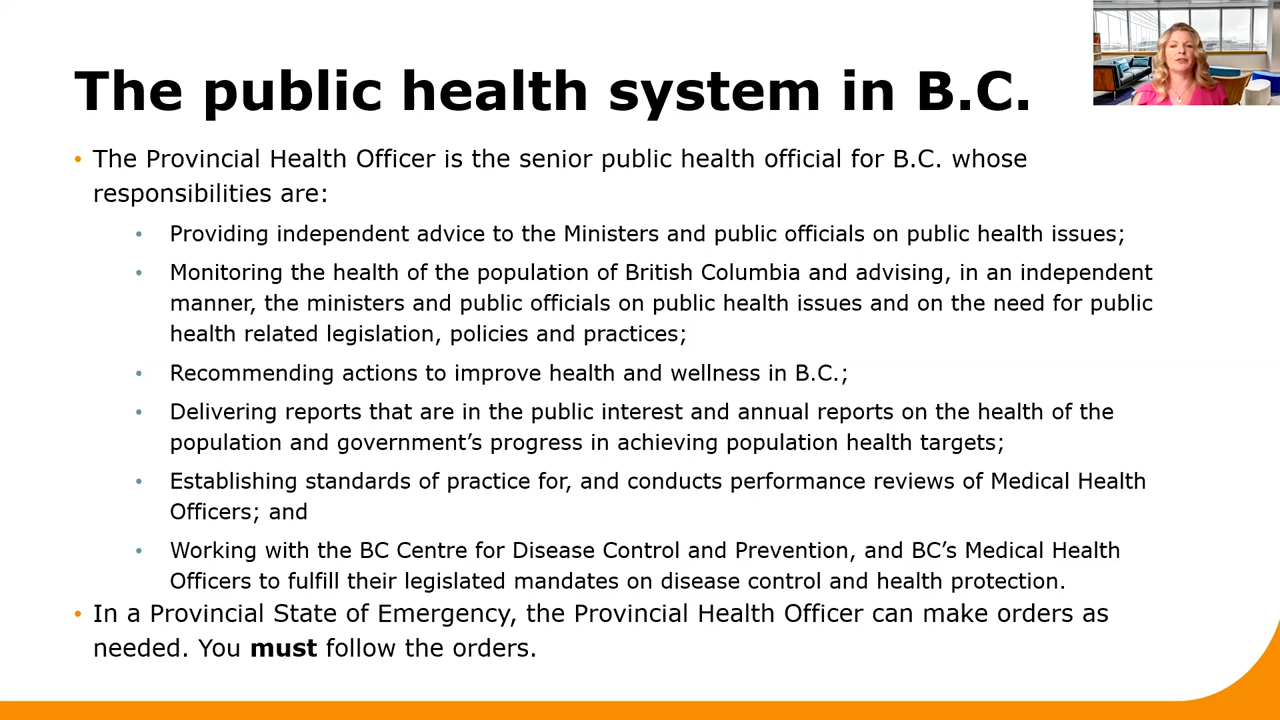 The public health system in B.C.
• The Provincial Health Officer is the senior public health official for B.C. whose
responsibilities are:
• Providing independent advice to the Ministers and public officials on public health issues;
• Monitoring the health of the population of British Columbia and advising, in an independent
manner, the ministers and public officials on public health issues and on the need for public
health related legislation, policies and practices;
• Recommending actions to improve health and wellness in B.C.;
• Delivering reports that are in the public interest and annual reports on the health of the
population and government’s progress in achieving population health targets;
• Establishing standards of practice for, and conducts performance reviews of Medical Health
Officers; and
• Working with the BC Centre for Disease Control and Prevention, and BC’s Medical Health
Officers to fulfill their legislated mandates on disease control and health protection.
• In a Provincial State of Emergency, the Provincial Health Officer can make orders as
needed. You must follow the orders.